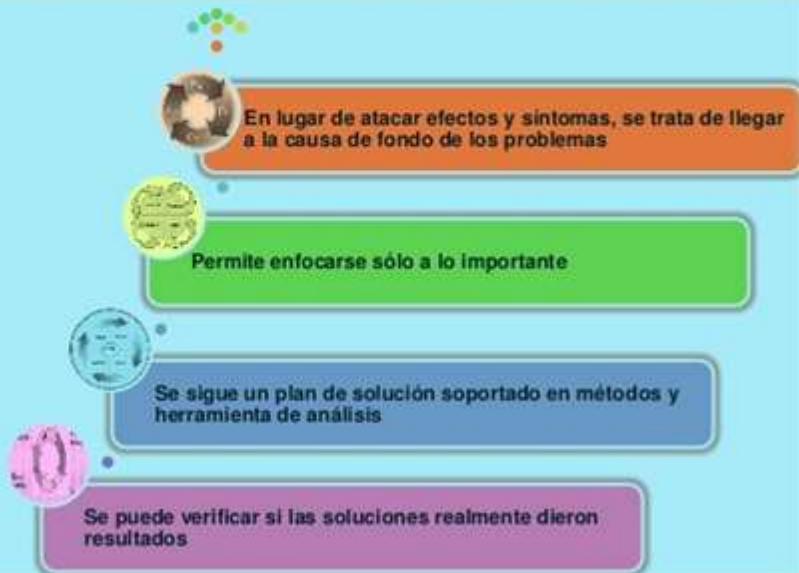 En lugar de atacar efectos y síntomas, se trata de llegar
a la causa de fondo de los problemas
Permite enfocarse sólo a lo importante
Se sigue un plan de solución soportado en métodos y
herramienta de análisis
Se puede verificar si las soluciones realmente dieron
resultados